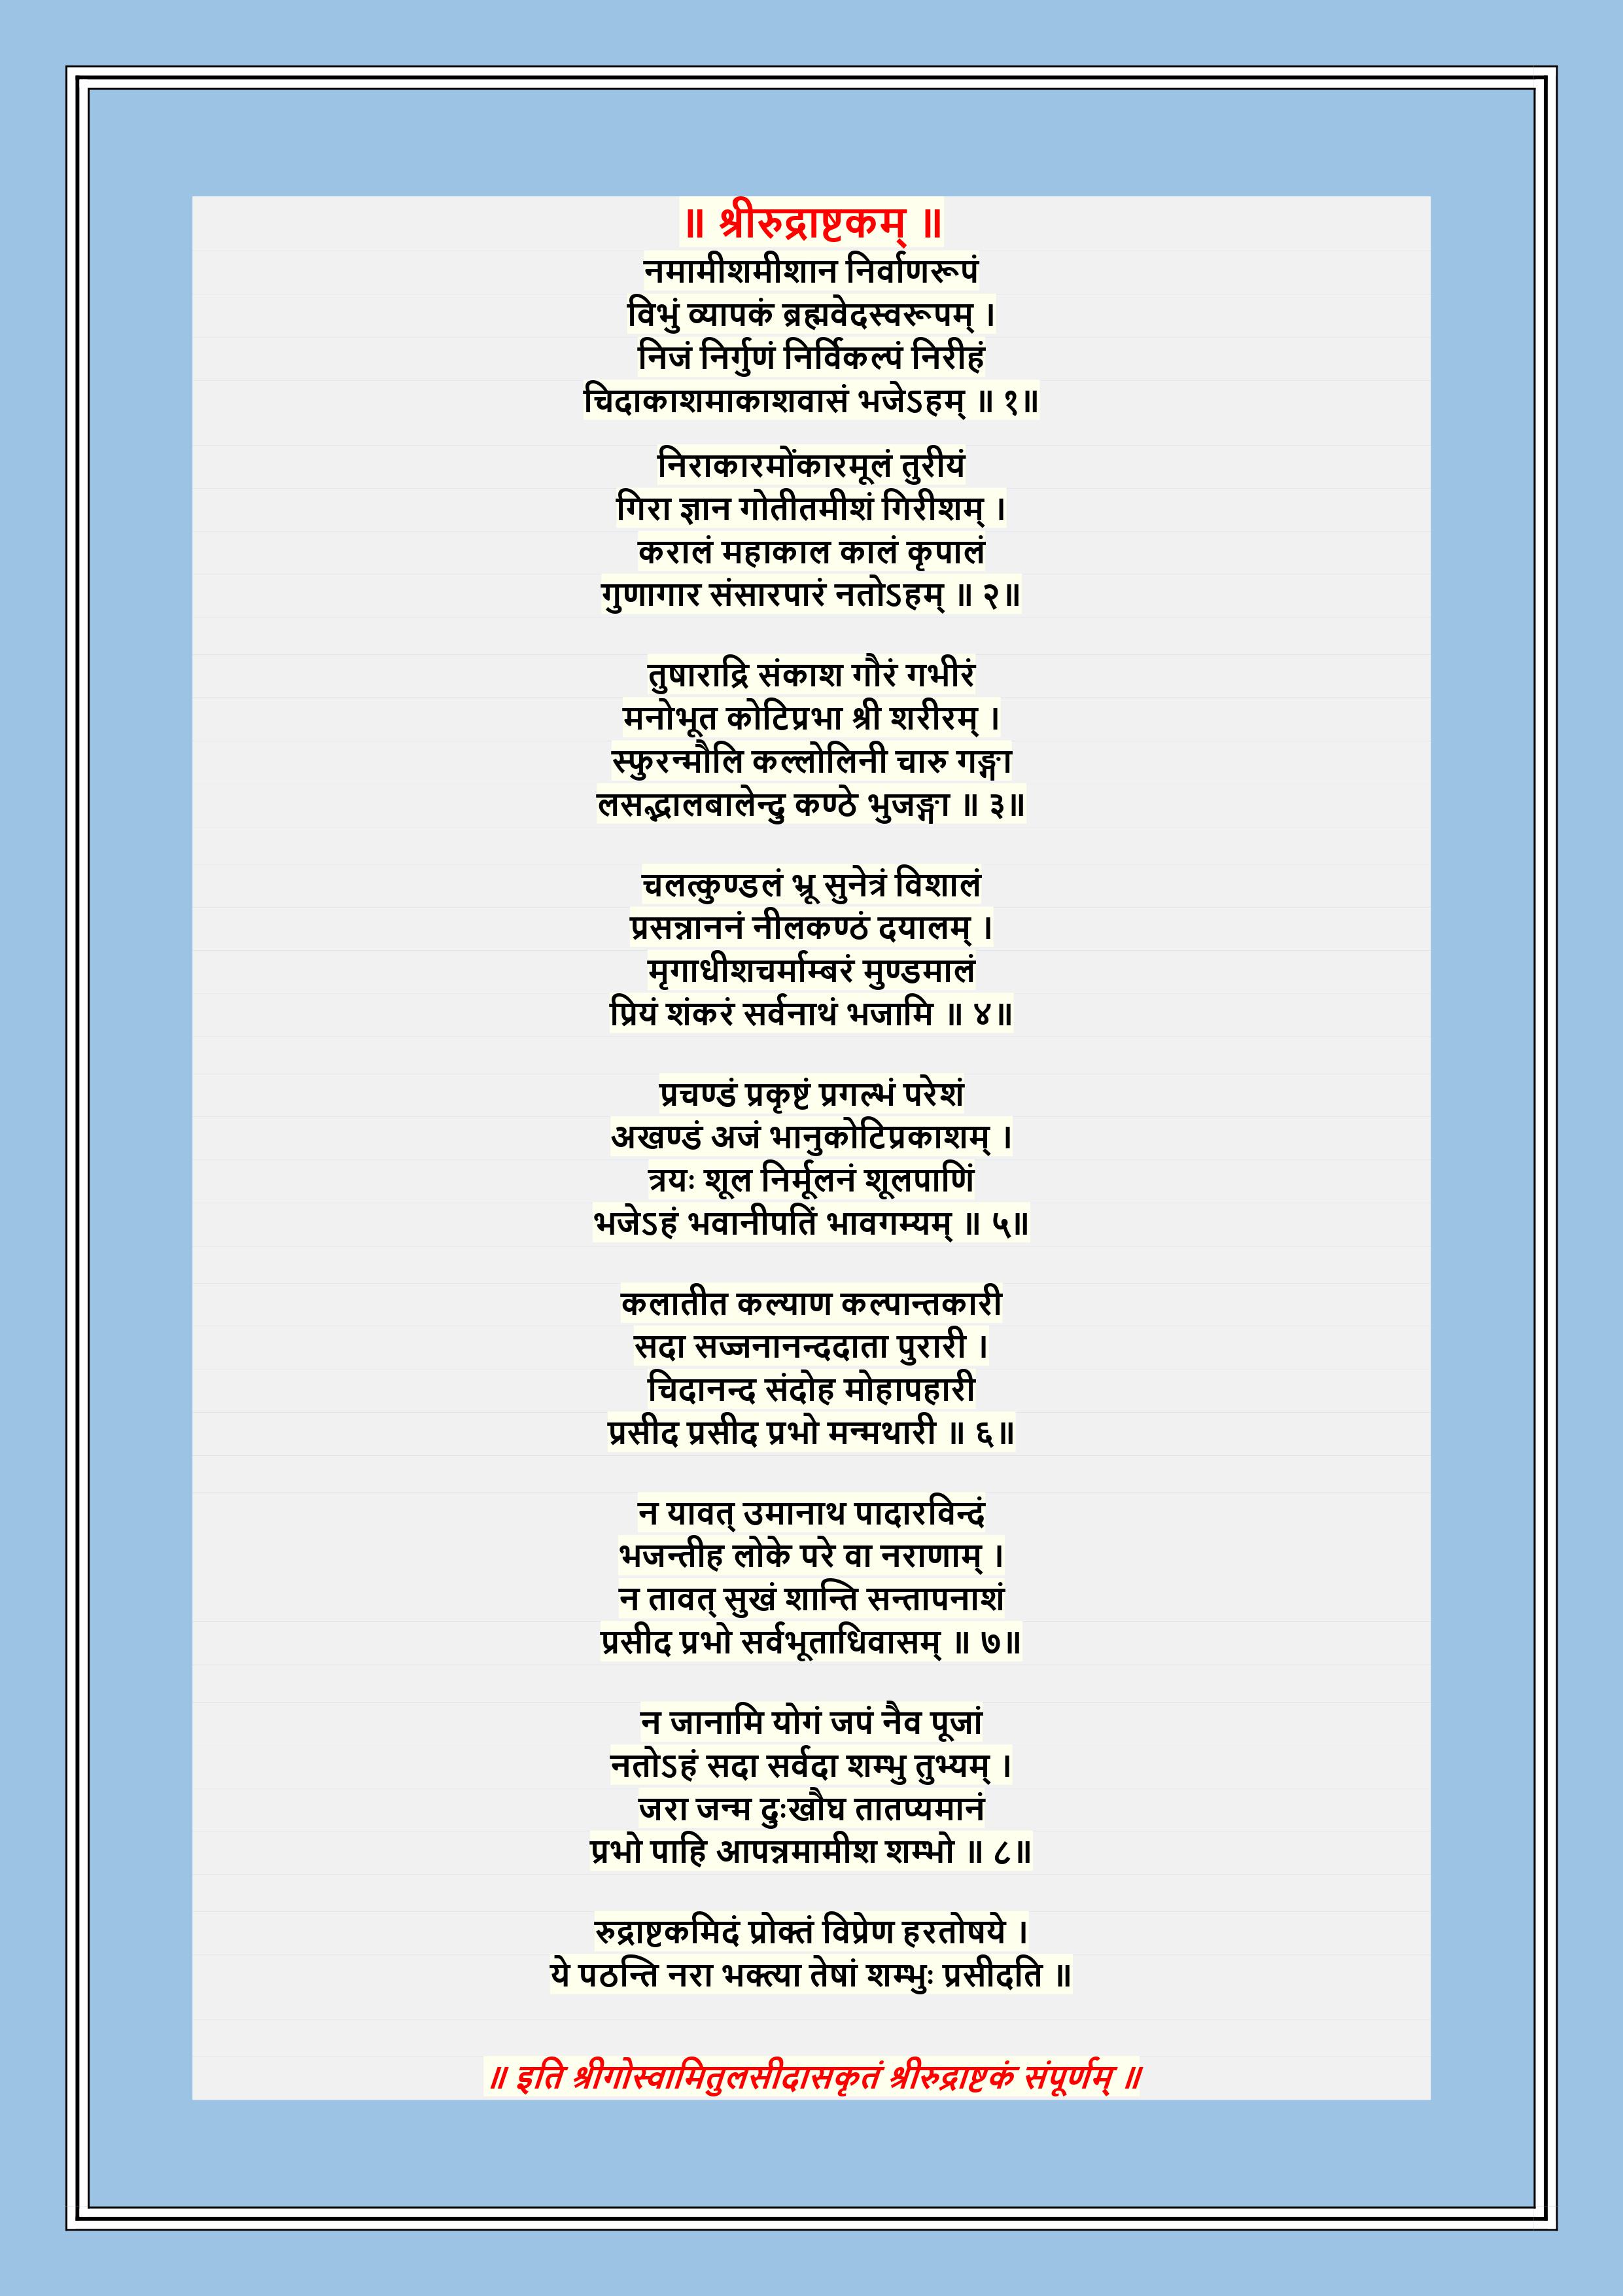 ॥ श्रीरुद्राष्टकम् ॥
नमामीशमीशान निर्वाणरूपं
विभुं व्यापकं ब्रह्मवेदस्वरूपम् ।
निजं निर्गुणं निर्विकल्पं निरीहं
चिदाकाशमाकाशवासं भजेऽहम् ॥ १॥
निराकारमोंकारमूलं तुरीयं
गिरा ज्ञान गोतीतमीशं गिरीशम् ।
करालं महाकाल कालं कृपालं
गुणागार संसारपारं नतोऽहम् ॥ २॥
तुषाराद्रि संकाश गौरं गभीरं
मनोभूत कोटिप्रभा श्री शरीरम् ।
स्फुरन्मौलि कल्लोलिनी चारु गङ्गा
लसद्भालबालेन्दु कण्ठे भुजङ्गा ॥ ३॥
चलत्कुण्डलं भ्रू सुनेत्रं विशालं
प्रसन्नाननं नीलकण्ठं दयालम् ।
मृगाधीशचर्माम्बरं मुण्डमालं
प्रियं शंकरं सर्वनाथं भजामि ॥ ४॥
प्रचण्डं प्रकृष्टं प्रगल्भं परेशं
अखण्डं अजं भानुकोटिप्रकाशम् ।
त्रयः शूल निर्मूलनं शूलपाणिं
भजेऽहं भवानीपतिं भावगम्यम् ॥ ५॥
कलातीत कल्याण कल्पान्तकारी
सदा सज्जनानन्ददाता पुरारी ।
चिदानन्द संदोह मोहापहारी
प्रसीद प्रसीद प्रभो मन्मथारी ॥ ६॥
न यावत् उमानाथ पादारविन्दं
भजन्तीह लोके परे वा नराणाम् ।
न तावत् सुखं शान्ति सन्तापनाशं
प्रसीद प्रभो सर्वभूताधिवासम् ॥ ७॥
न जानामि योगं जपं नैव पूजां
नतोऽहं सदा सर्वदा शम्भु तुभ्यम् ।
जरा जन्म दुःखौघ तातप्यमानं
प्रभो पाहि आपन्नमामीश शम्भो ॥ ८॥
रुद्राष्टकमिदं प्रोक्तं विप्रेण हरतोषये ।
ये पठन्ति नरा भक्त्या तेषां शम्भुः प्रसीदति ॥
॥ इति श्रीगोस्वामितुलसीदासकृतं श्रीरुद्राष्टकं संपूर्णम् ॥